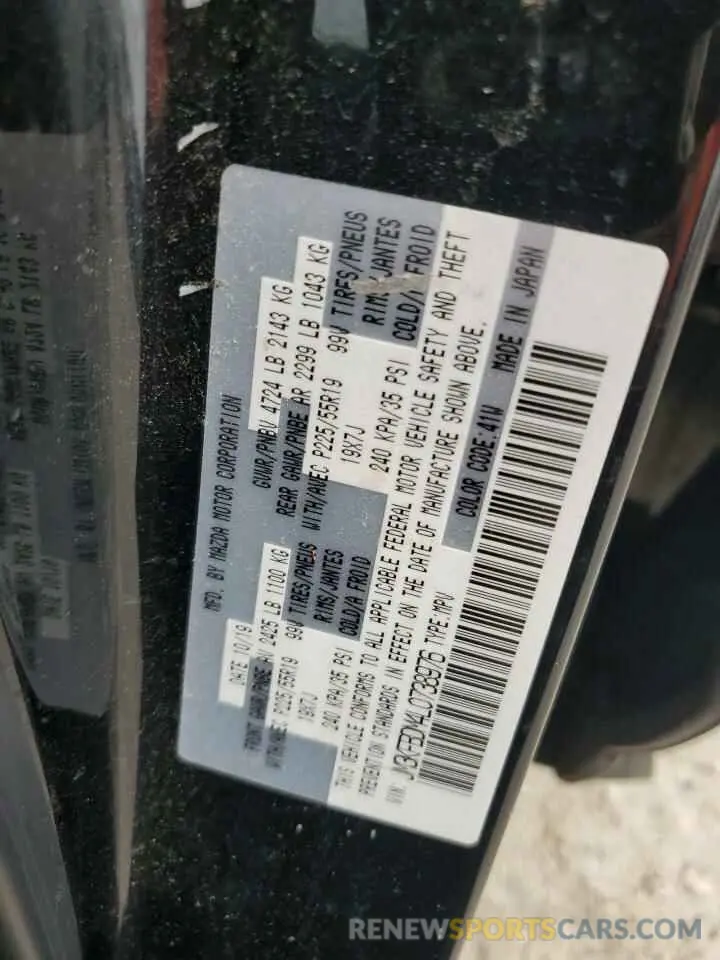 MFD. BY MAZDA MOTOR CORPORATION
DATE 10/19 GVWR/PNBV 4724 LB 2143 KG
FRONT GAWR/PNBE AV 2425 LB 1100 KG REAR GAWR/PNBE AR 2299 LB 1043 KG
WITH/AVEC P225/55R19 99V TIRES/PNEUS WITH/AVEC P225/55R19 99V TIRES/PNEUS
19X7J RIMS/JANTES 19X7J RIMS/JANTES
240 KPA/35 PSI COLD/A FROID 240 KPA/35 PSI COLD/A FROID
THIS VEHICLE CONFORMS TO ALL APPLICABLE FEDERAL MOTOR VEHICLE SAFETY AND THEFT
PREVENTION STANDARDS IN EFFECT ON THE DATE OF MANUFACTURE SHOWN ABOVE.
VIN: TYPE:MPV COLOR CODE:41W MADE IN JAPAN
RENEWSPORTSCARS.COM